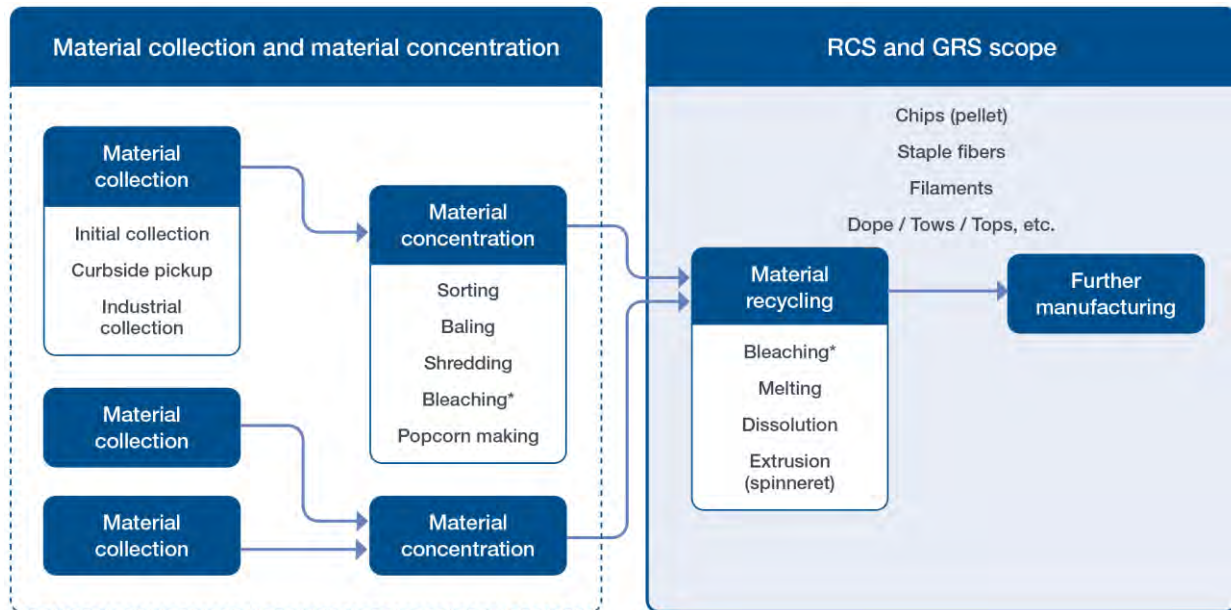 Material collection and material concentration
Material
collection
Initial collection
Curbside pickup
Industrial
collection
Material
concentration
Sorting
Baling
Shredding
Bleaching*
Popcorn making
Material
collection
Material
collection
Material
concentration
RCS and GRS scope
Chips (pellet)
Staple fibers
Filaments
Dope / Tows / Tops, etc.
Material
recycling
Bleaching*
Melting
Dissolution
Extrusion
(spinneret)
Further
manufacturing